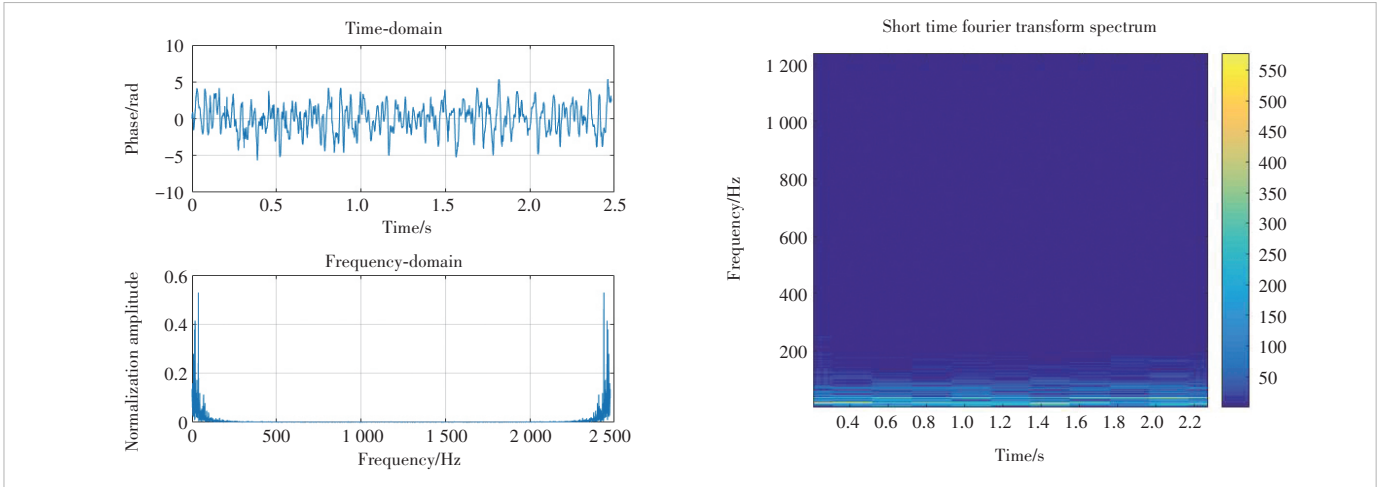 Time-domain
10
5
0
−5
−10
Phase/rad
0 0.5 1.0 1.5 2.0 2.5
Time/s
Frequency-domain
0.6
0.4
0.2
0
Normalization amplitude
0 500 1 000 1 500 2 000 2 500
Frequency/Hz
Short time fourier transform spectrum
1 200
1 000
800
600
400
200
Frequency/Hz
0.4 0.6 0.8 1.0 1.2 1.4 1.6 1.8 2.0 2.2
Time/s
550
500
450
400
350
300
250
200
150
100
50